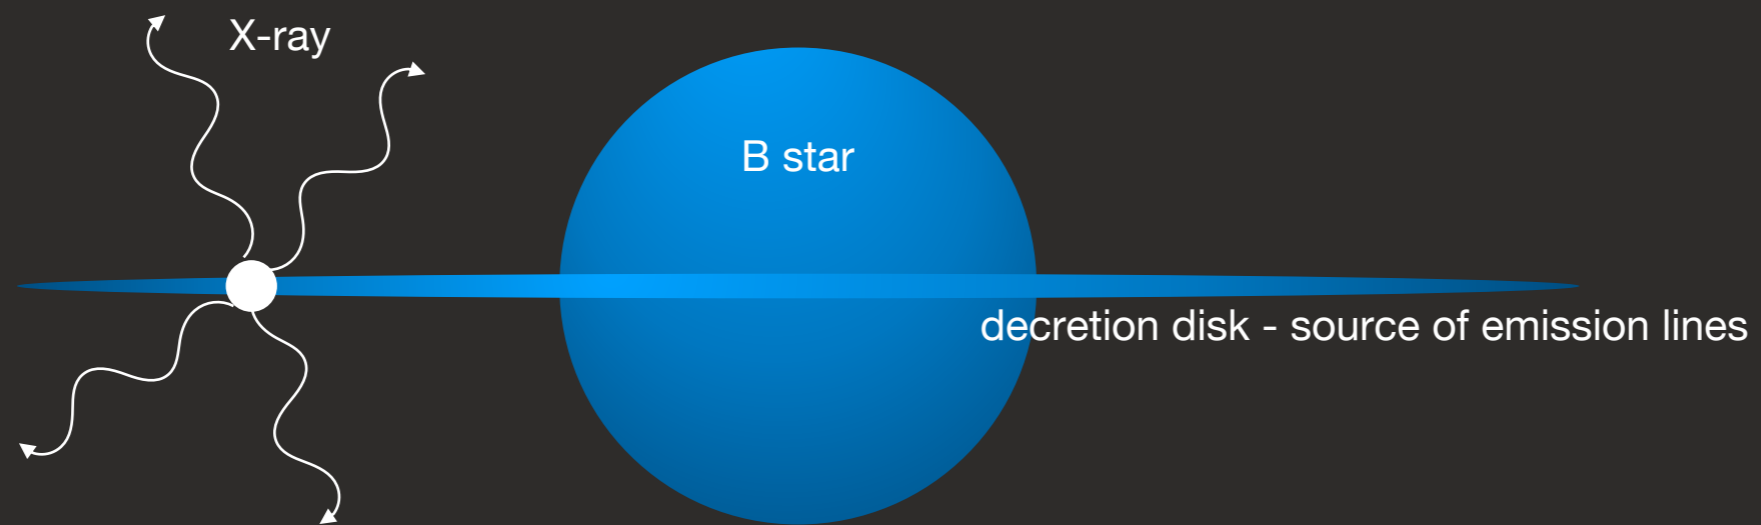 X-ray
B star
decretion disk - source of emission lines